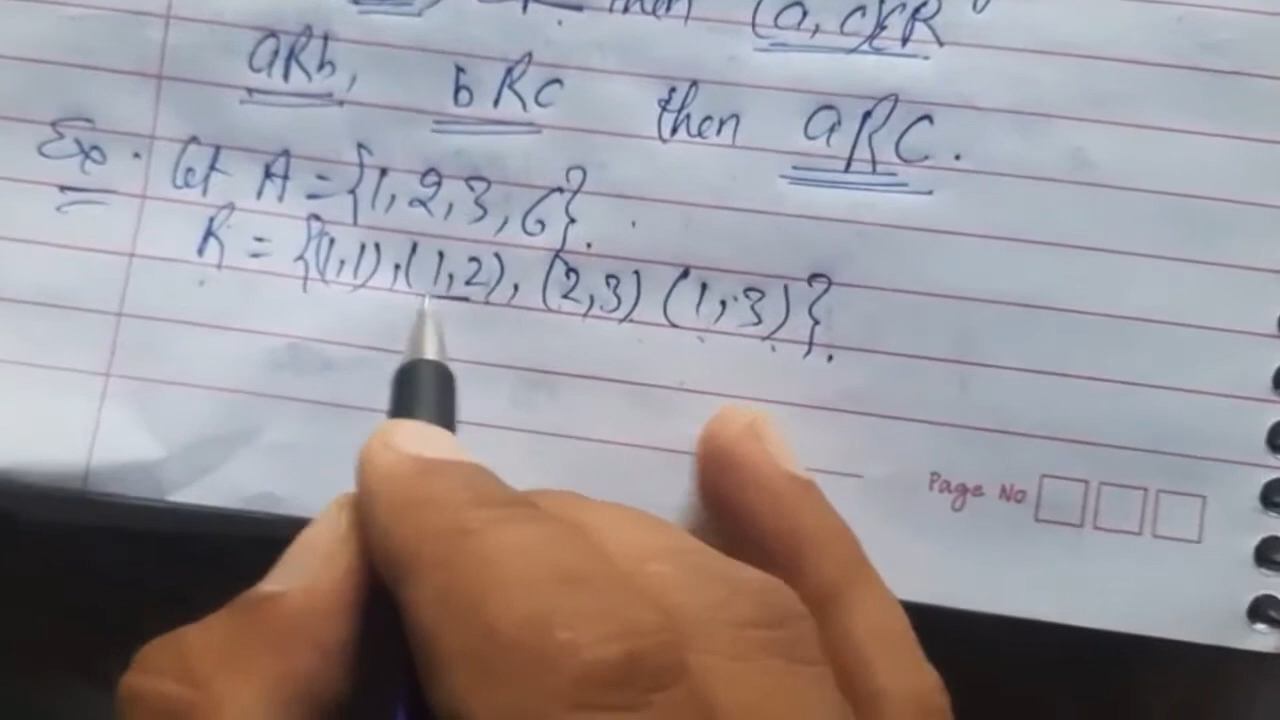 then (a, c)∈R
aRb, bRc then aRc.
Ex. Let A = {1,2,3,6}.
R = {(1,1),(1,2), (2,3) (1,3)}.
Page No